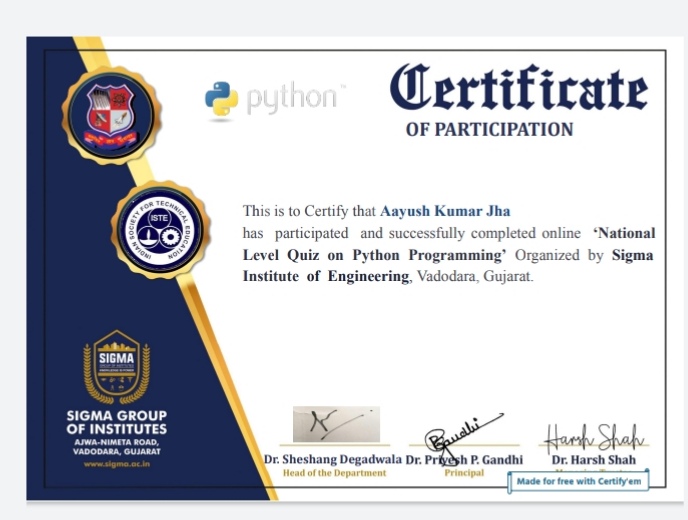 python™
Certificate
OF PARTICIPATION
INDIAN SOCIETY FOR TECHNICAL EDUCATION
ISTE
This is to Certify that Aayush Kumar Jha
has participated and successfully completed online ‘National
Level Quiz on Python Programming’ Organized by Sigma
Institute of Engineering, Vadodara, Gujarat.
SIGMA
SIGMA GROUP
OF INSTITUTES
AJWA-NIMETA ROAD,
VADODARA, GUJARAT
www.sigma.ac.in
Harsh Shah
Dr. Sheshang Degadwala Dr. Priyesh P. Gandhi Dr. Harsh Shah
Head of the Department Principal
Made for free with Certify'em